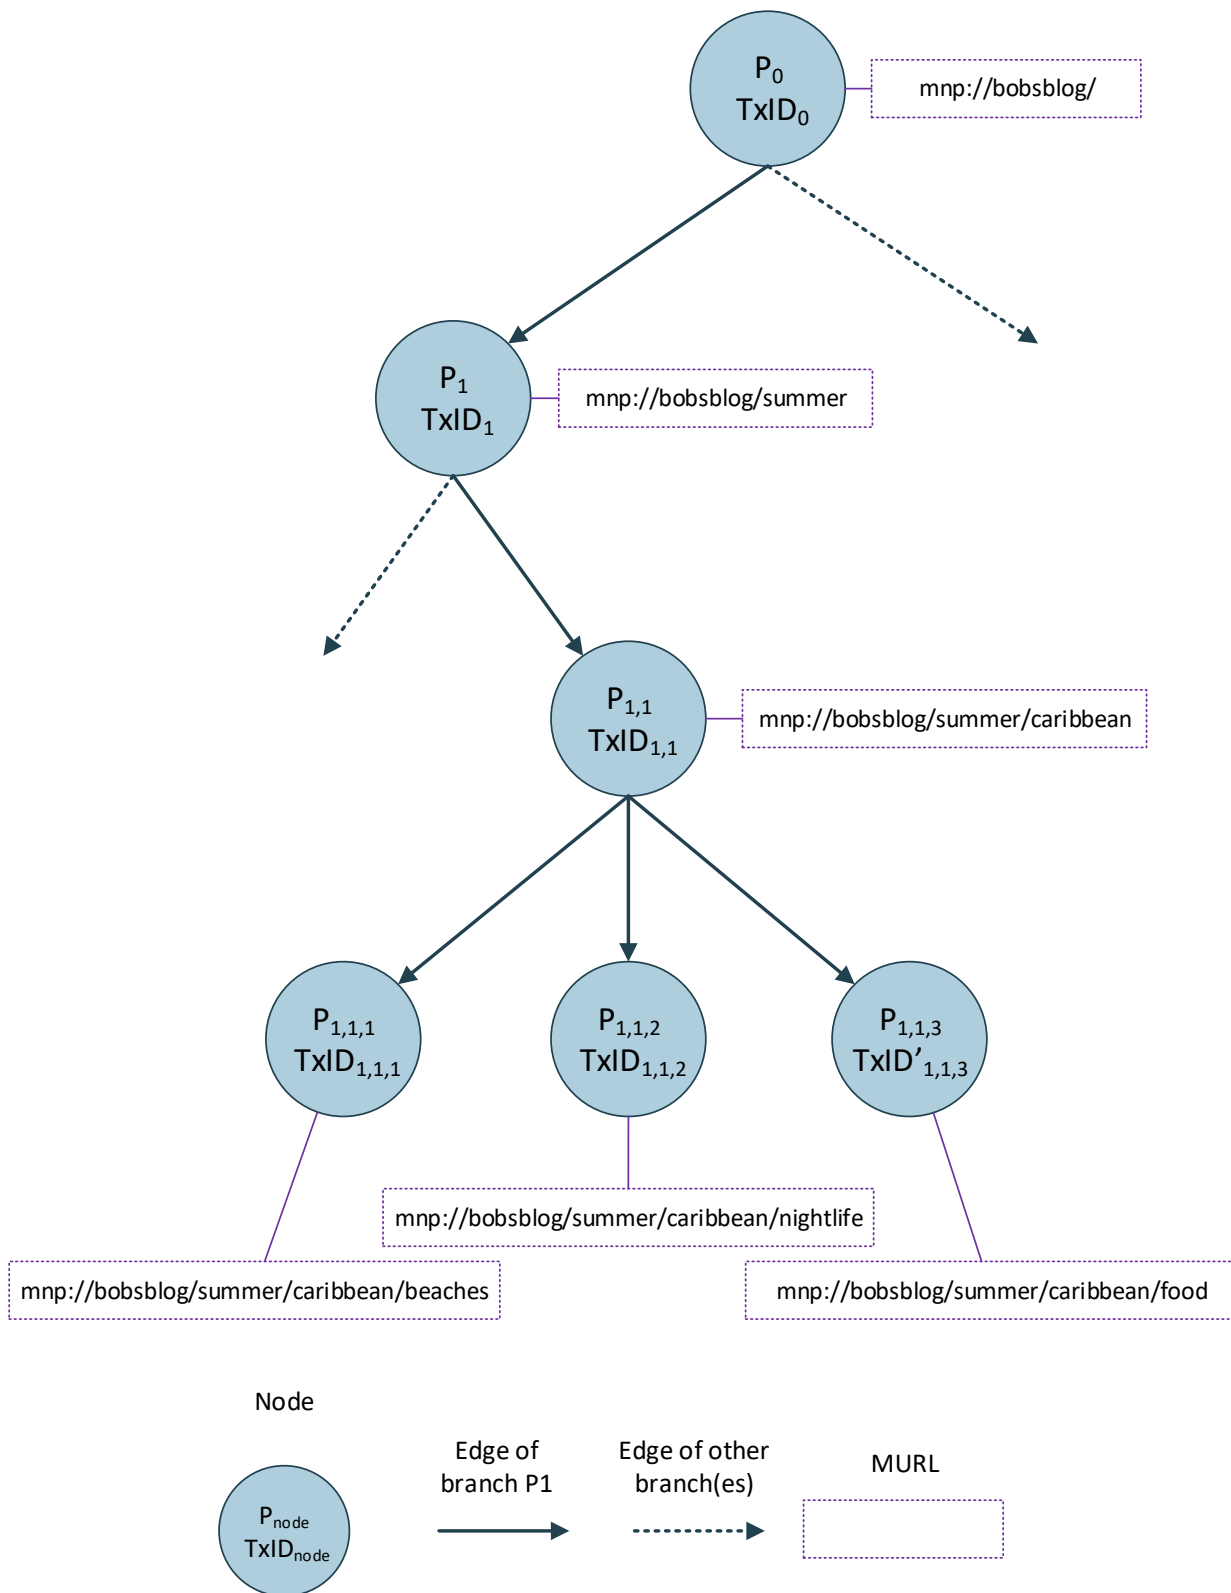 P0
TxID0
mnp://bobsblog/
P1
TxID1
mnp://bobsblog/summer
P1,1
TxID1,1
mnp://bobsblog/summer/caribbean
P1,1,1
TxID1,1,1
P1,1,2
TxID1,1,2
P1,1,3
TxID’1,1,3
mnp://bobsblog/summer/caribbean/nightlife
mnp://bobsblog/summer/caribbean/beaches
mnp://bobsblog/summer/caribbean/food
Node
Pnode
TxIDnode
Edge of
branch P1
Edge of other
branch(es)
MURL